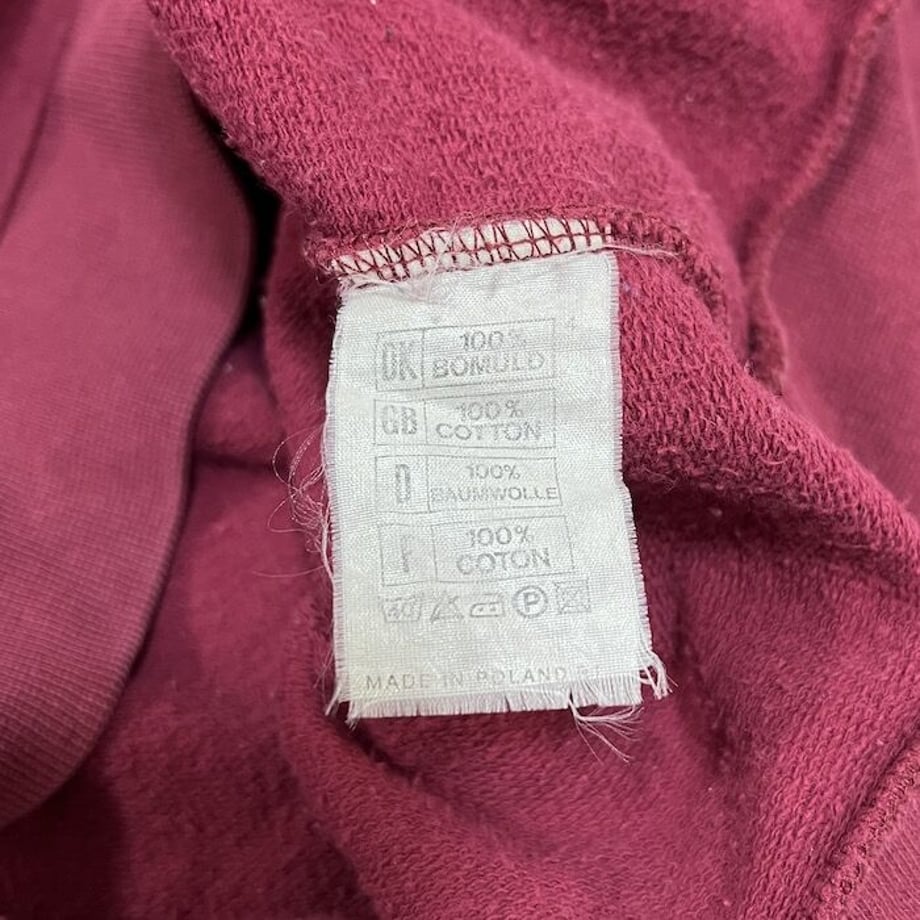 DK 100%
BOMULD
GB 100%
COTTON
D 100%
BAUMWOLLE
F 100%
COTON
40 P
MADE IN POLAND